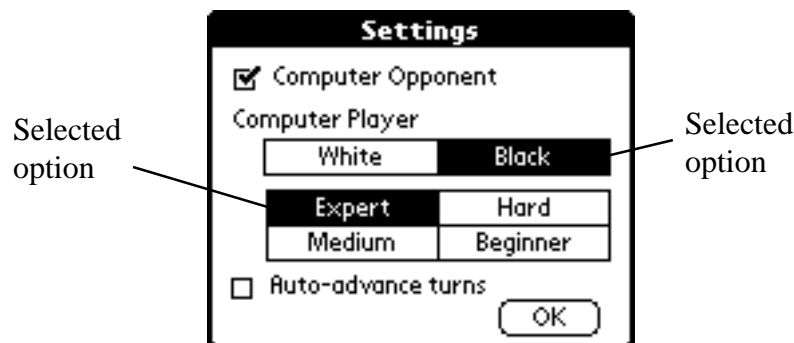 Settings
Computer Opponent
Computer Player
White Black
Expert Hard
Medium Beginner
Auto-advance turns
OK
Selected
option
Selected
option